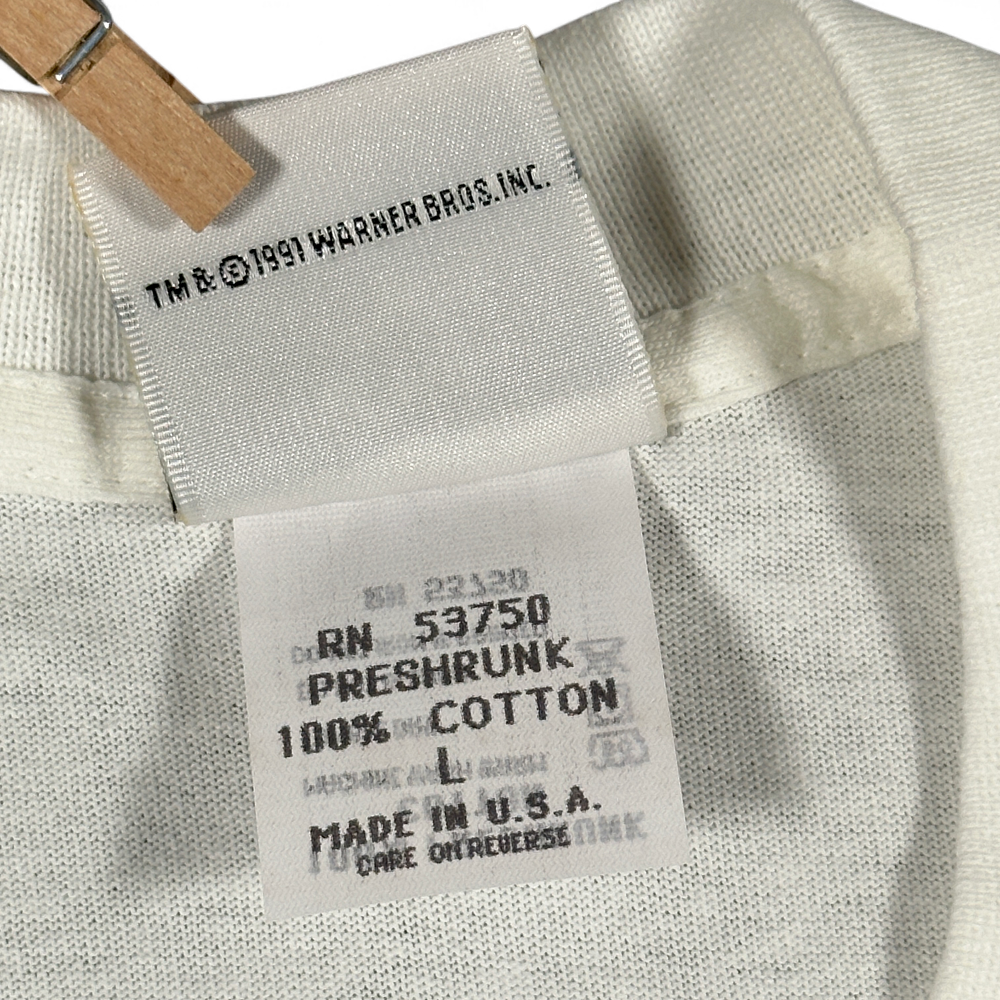 TM & © 1991 WARNER BROS. INC.
RN 53750
PRESHRUNK
100% COTTON
L
MADE IN U.S.A.
CARE ON REVERSE